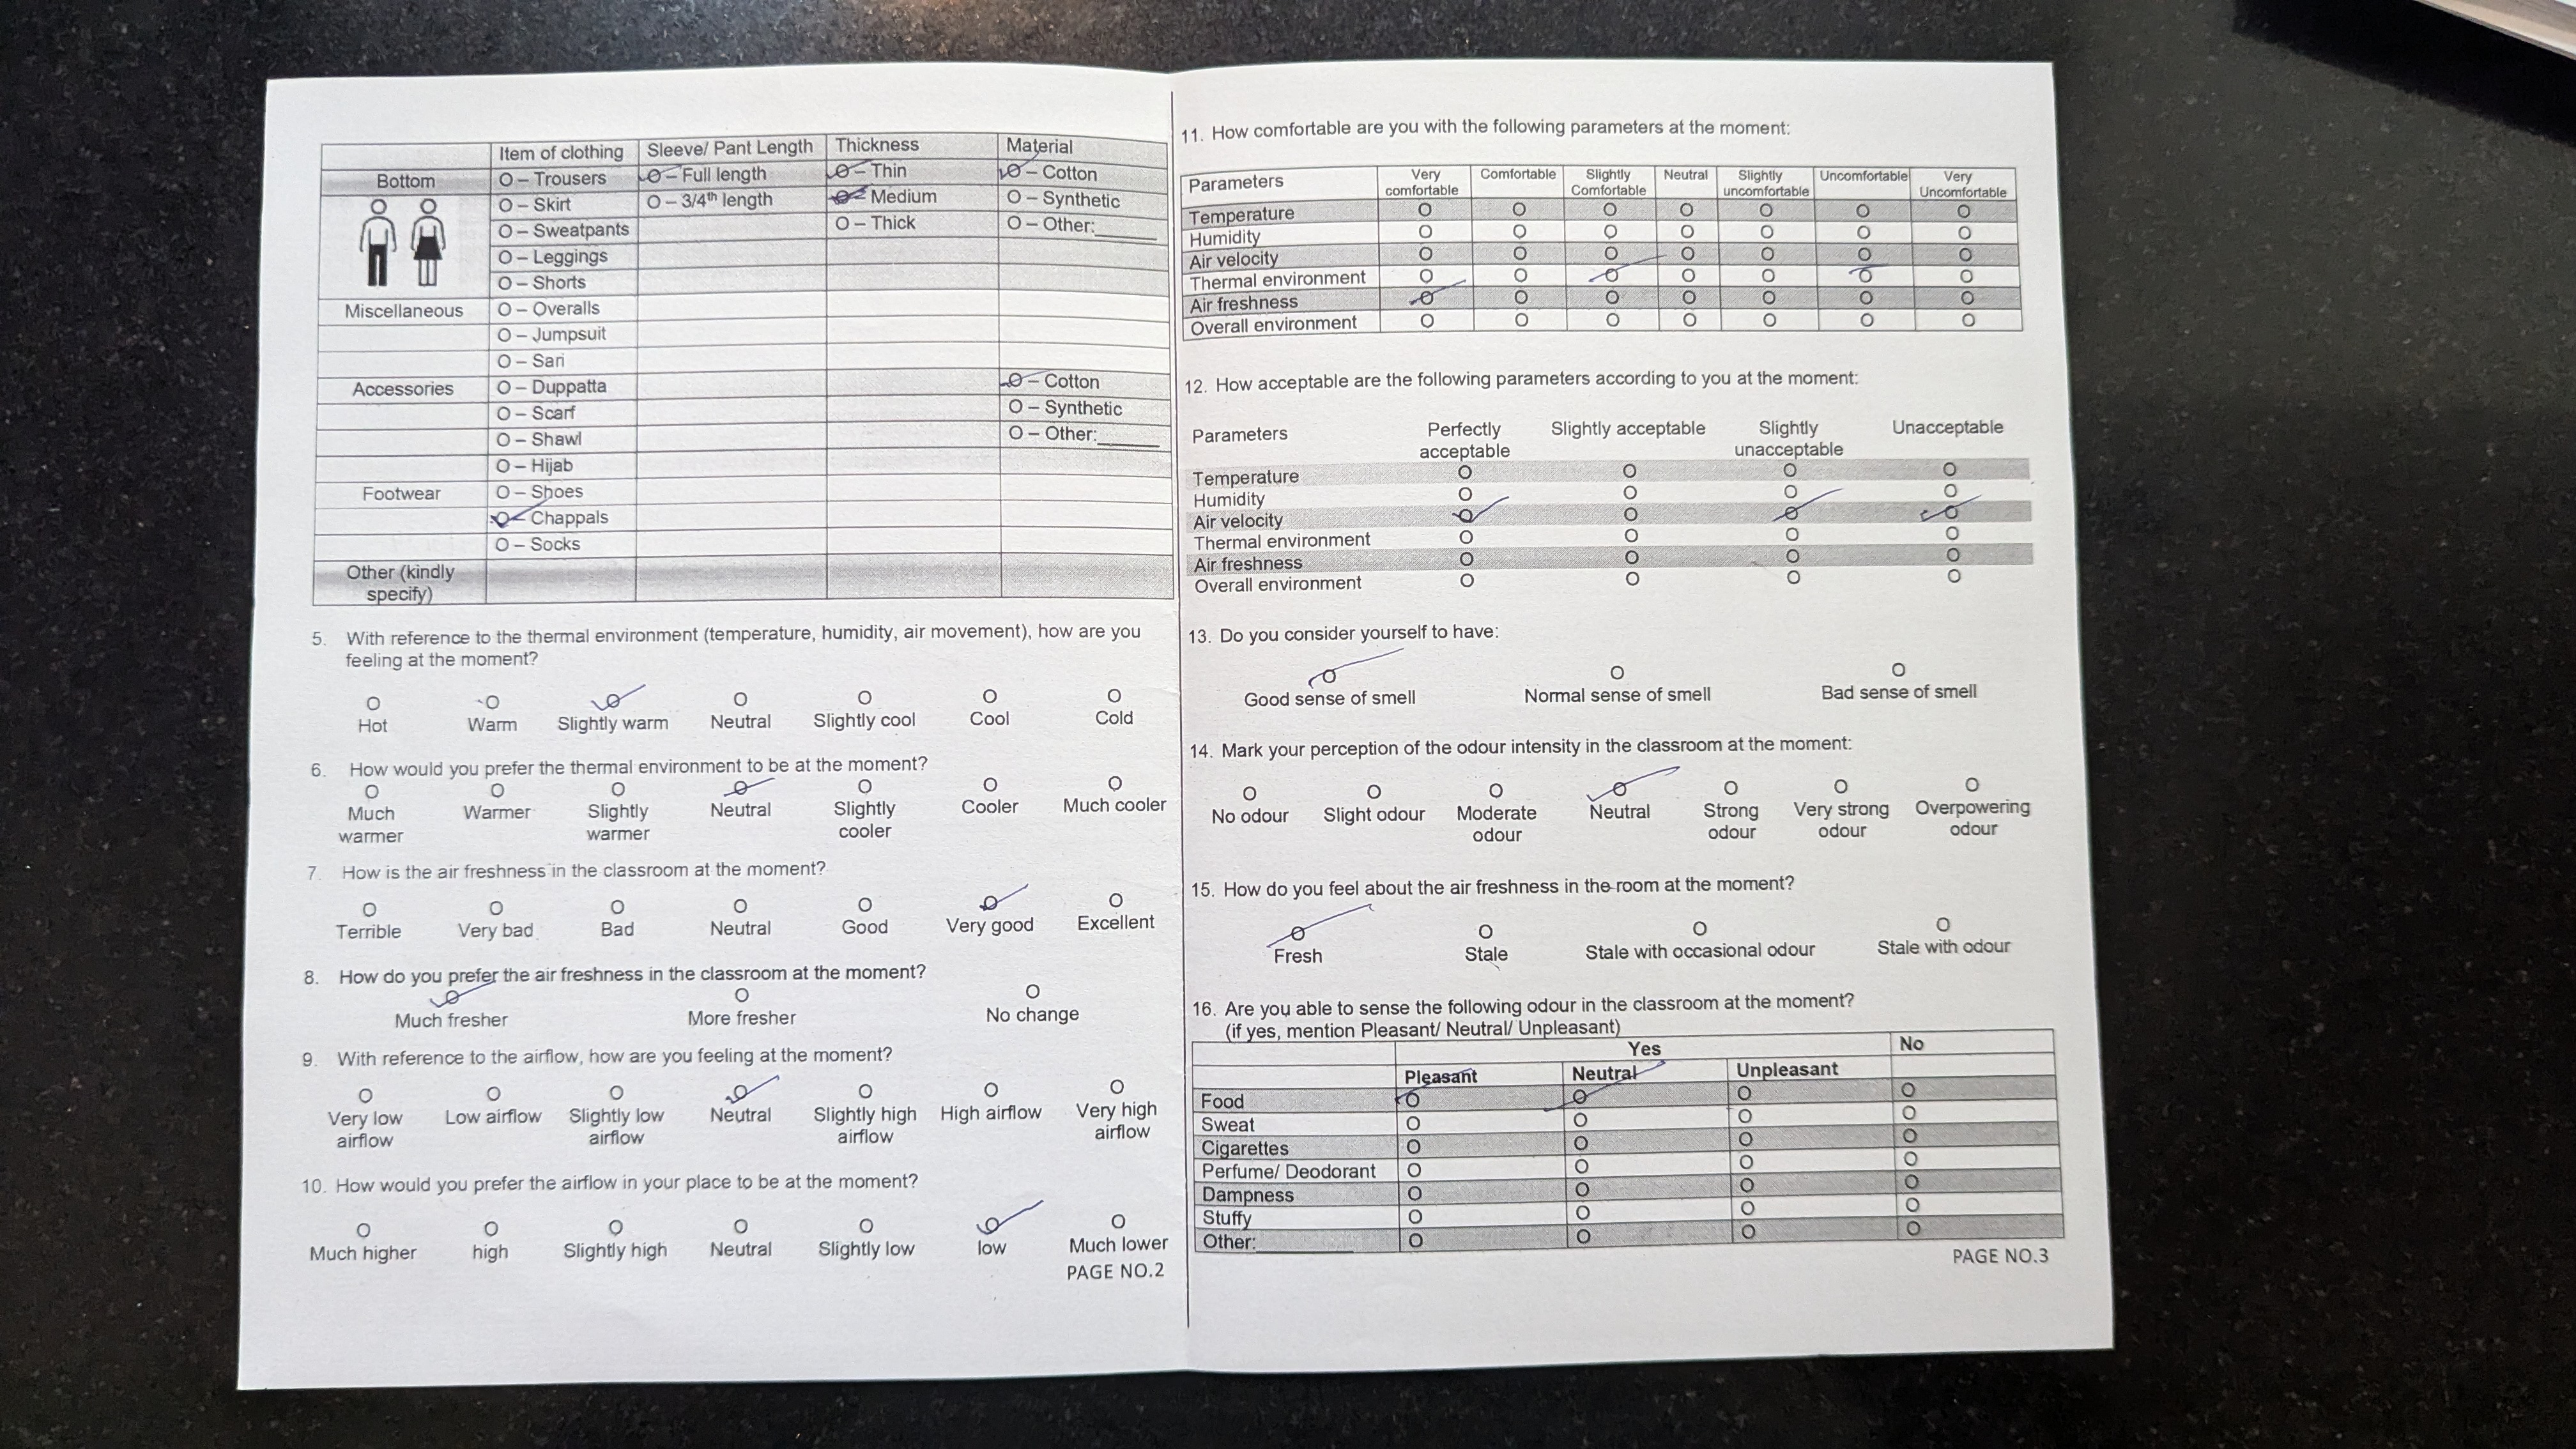 Item of clothing Sleeve/ Pant Length Thickness Material
Bottom O – Trousers O – Full length O – Thin O – Cotton
O – Skirt O – 3/4th length O – Medium O – Synthetic
O – Sweatpants O – Thick O – Other:______
O – Leggings
O – Shorts
Miscellaneous O – Overalls
O – Jumpsuit
O – Sari
Accessories O – Duppatta O – Cotton
O – Scarf O – Synthetic
O – Shawl O – Other:______
O – Hijab
Footwear O – Shoes
O – Chappals
O – Socks
Other (kindly
specify)
5. With reference to the thermal environment (temperature, humidity, air movement), how are you
feeling at the moment?
O O O O O O O
Hot Warm Slightly warm Neutral Slightly cool Cool Cold
6. How would you prefer the thermal environment to be at the moment?
O O O O O O O
Much Warmer Slightly Neutral Slightly Cooler Much cooler
warmer warmer cooler
7. How is the air freshness in the classroom at the moment?
O O O O O O O
Terrible Very bad Bad Neutral Good Very good Excellent
8. How do you prefer the air freshness in the classroom at the moment?
O O O
Much fresher More fresher No change
9. With reference to the airflow, how are you feeling at the moment?
O O O O O O O
Very low Low airflow Slightly low Neutral Slightly high High airflow Very high
airflow airflow airflow airflow
10. How would you prefer the airflow in your place to be at the moment?
O O O O O O O
Much higher high Slightly high Neutral Slightly low low Much lower
PAGE NO.2
11. How comfortable are you with the following parameters at the moment:
Parameters Very Comfortable Slightly Neutral Slightly Uncomfortable Very
comfortable Comfortable uncomfortable Uncomfortable
Temperature O O O O O O O
Humidity O O O O O O O
Air velocity O O O O O O O
Thermal environment O O O O O O O
Air freshness O O O O O O O
Overall environment O O O O O O O
12. How acceptable are the following parameters according to you at the moment:
Parameters Perfectly Slightly acceptable Slightly Unacceptable
acceptable unacceptable
Temperature O O O O
Humidity O O O O
Air velocity O O O O
Thermal environment O O O O
Air freshness O O O O
Overall environment O O O O
13. Do you consider yourself to have:
O O O
Good sense of smell Normal sense of smell Bad sense of smell
14. Mark your perception of the odour intensity in the classroom at the moment:
O O O O O O O
No odour Slight odour Moderate Neutral Strong Very strong Overpowering
odour odour odour odour
15. How do you feel about the air freshness in the room at the moment?
O O O O
Fresh Stale Stale with occasional odour Stale with odour
16. Are you able to sense the following odour in the classroom at the moment?
(if yes, mention Pleasant/ Neutral/ Unpleasant)
Yes No
Pleasant Neutral Unpleasant
Food O O O O
Sweat O O O O
Cigarettes O O O O
Perfume/ Deodorant O O O O
Dampness O O O O
Stuffy O O O O
Other:__________ O O O O
PAGE NO.3